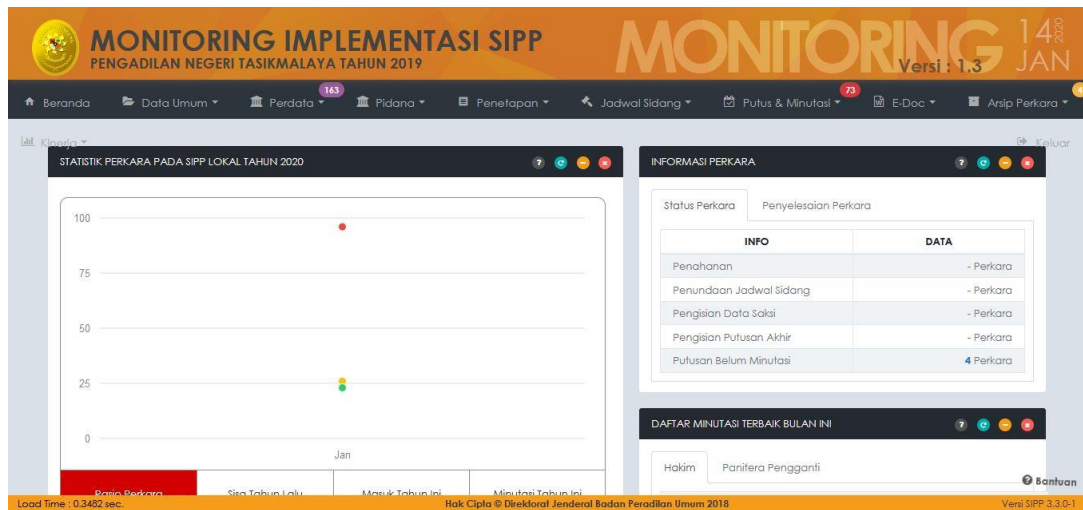 MONITORING IMPLEMENTASI SIPP
PENGADILAN NEGERI TASIKMALAYA TAHUN 2019
MONITORING
Versi : 1.3
14 2020
JAN
Beranda Data Umum Perdata 163 Pidana Penetapan Jadwal Sidang Putus & Minutasi 73 E-Doc Arsip Perkara 4
Kinerja Keluar
STATISTIK PERKARA PADA SIPP LOKAL TAHUN 2020
100
75
50
25
0
Jan
Rasio Perkara Sisa Tahun Lalu Masuk Tahun Ini Minutasi Tahun Ini
INFORMASI PERKARA
Status Perkara Penyelesaian Perkara
INFO DATA
Penahanan - Perkara
Penundaan Jadwal Sidang - Perkara
Pengisian Data Saksi - Perkara
Pengisian Putusan Akhir - Perkara
Putusan Belum Minutasi 4 Perkara
DAFTAR MINUTASI TERBAIK BULAN INI
Hakim Panitera Pengganti
Bantuan
Load Time : 0.3482 sec. Hak Cipta © Direktorat Jenderal Badan Peradilan Umum 2018 Versi SIPP 3.3.0-1